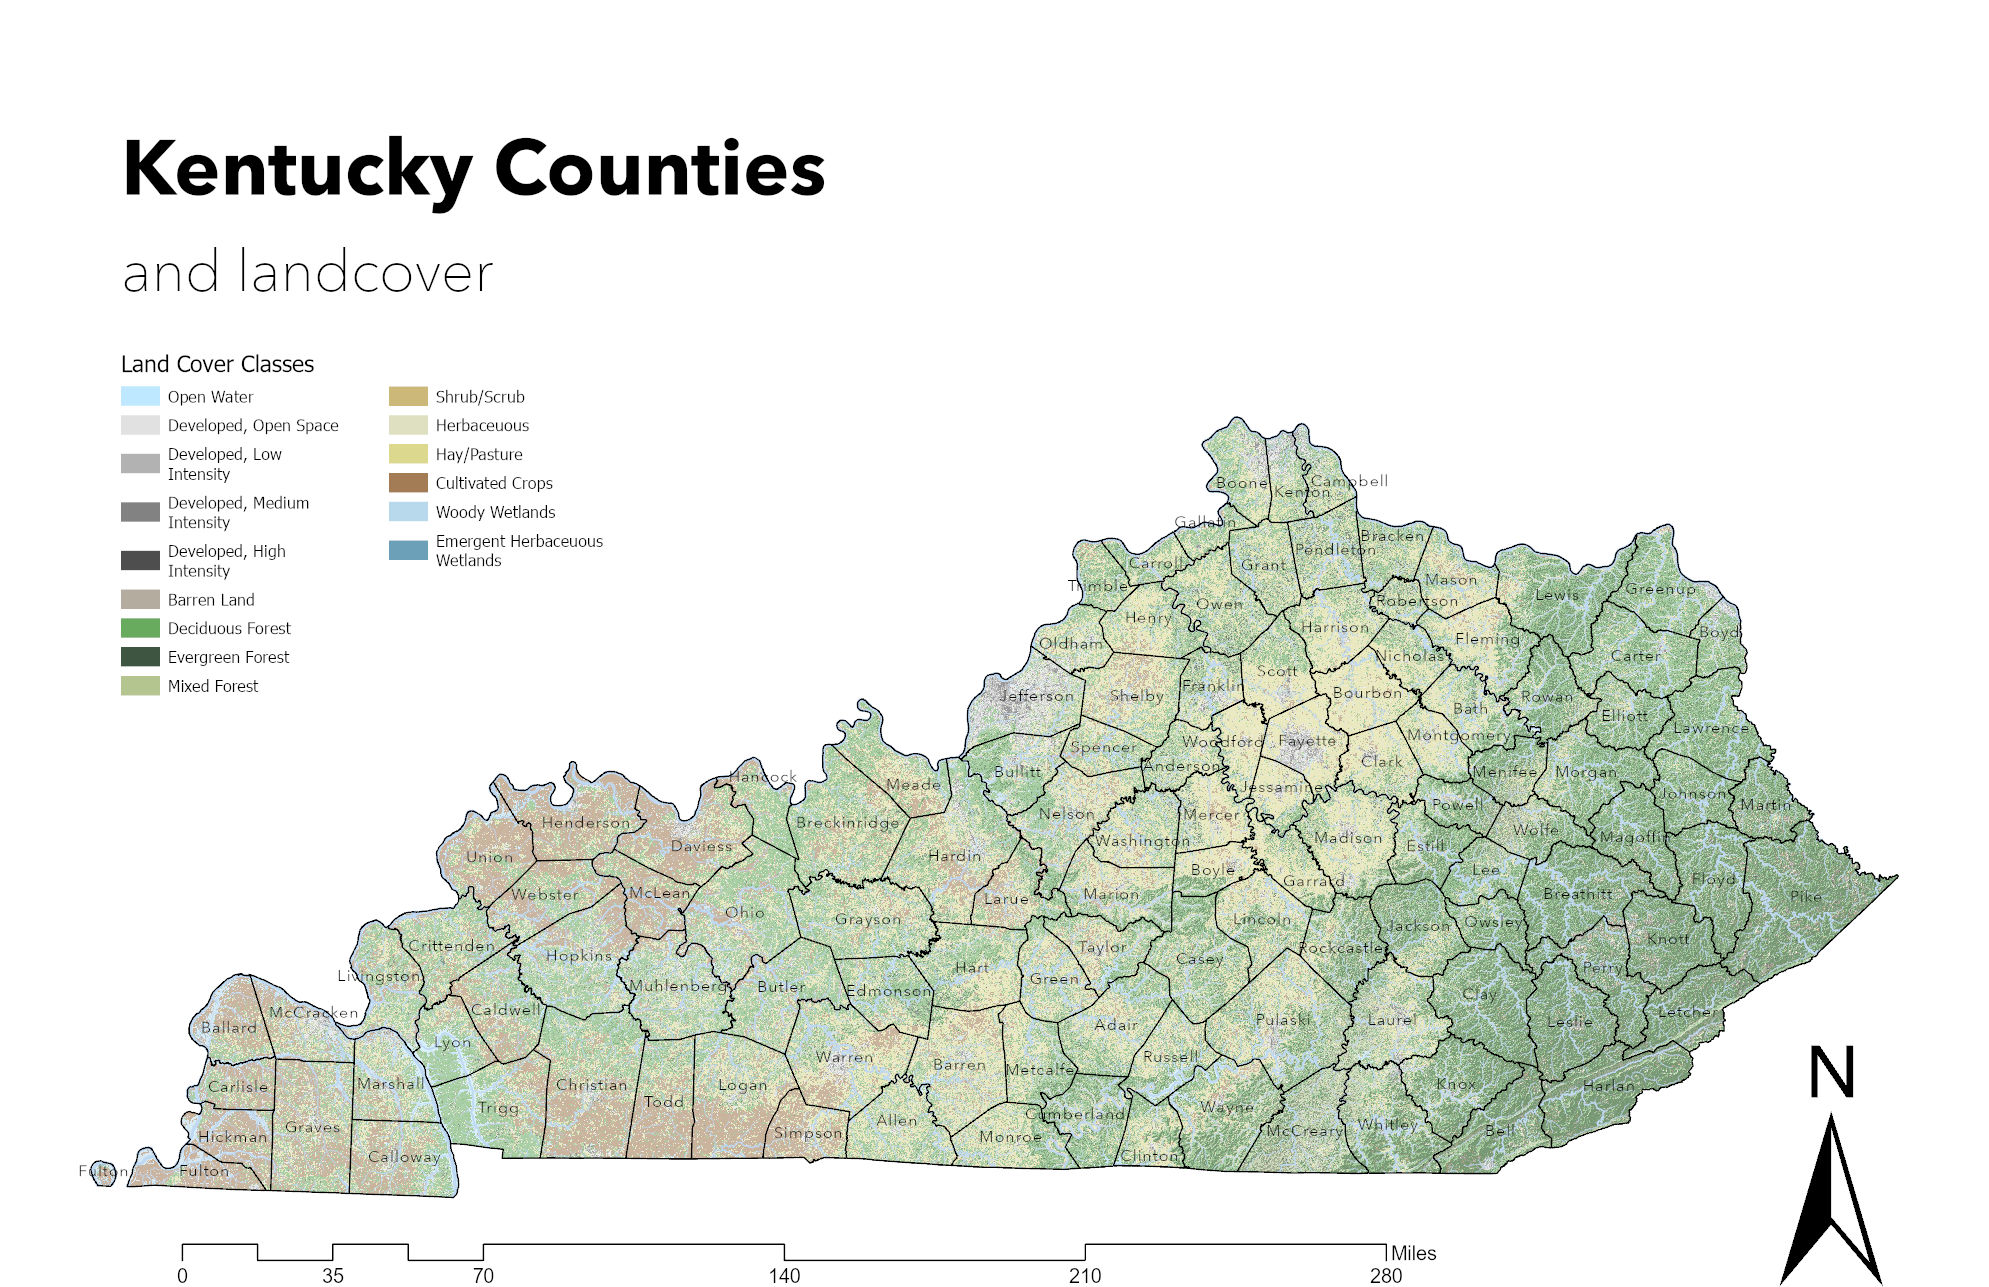 Kentucky Counties
and landcover
Land Cover Classes
Open Water
Developed, Open Space
Developed, Low
Intensity
Developed, Medium
Intensity
Developed, High
Intensity
Barren Land
Deciduous Forest
Evergreen Forest
Mixed Forest
Shrub/Scrub
Herbaceuous
Hay/Pasture
Cultivated Crops
Woody Wetlands
Emergent Herbaceuous
Wetlands
Boone
Kenton
Campbell
Gallatin
Bracken
Pendleton
Carroll
Grant
Trimble
Mason
Lewis
Greenup
Owen
Robertson
Henry
Harrison
Boyd
Oldham
Fleming
Nicholas
Carter
Scott
Franklin
Jefferson
Shelby
Bourbon
Rowan
Bath
Elliott
Lawrence
Montgomery
Woodford
Fayette
Spencer
Clark
Anderson
Bullitt
Menifee
Morgan
Hancock
Meade
Jessamine
Johnson
Martin
Powell
Nelson
Mercer
Breckinridge
Henderson
Wolfe
Magoffin
Madison
Washington
Estill
Daviess
Union
Hardin
Boyle
Lee
Garrard
Floyd
Webster
McLean
Marion
Breathitt
Pike
Larue
Ohio
Grayson
Lincoln
Jackson
Owsley
Knott
Crittenden
Taylor
Rockcastle
Hopkins
Casey
Hart
Perry
Livingston
Green
Muhlenberg
Butler
Edmonson
Clay
Caldwell
McCracken
Letcher
Ballard
Adair
Pulaski
Laurel
Leslie
Lyon
Warren
Russell
Barren
Metcalfe
Carlisle
Marshall
Christian
Logan
Knox
Harlan
Todd
Trigg
Wayne
Cumberland
Allen
Graves
Simpson
McCreary
Whitley
Bell
Hickman
Monroe
Calloway
Clinton
Fulton
Fulton
N
0
35
70
140
210
280
Miles